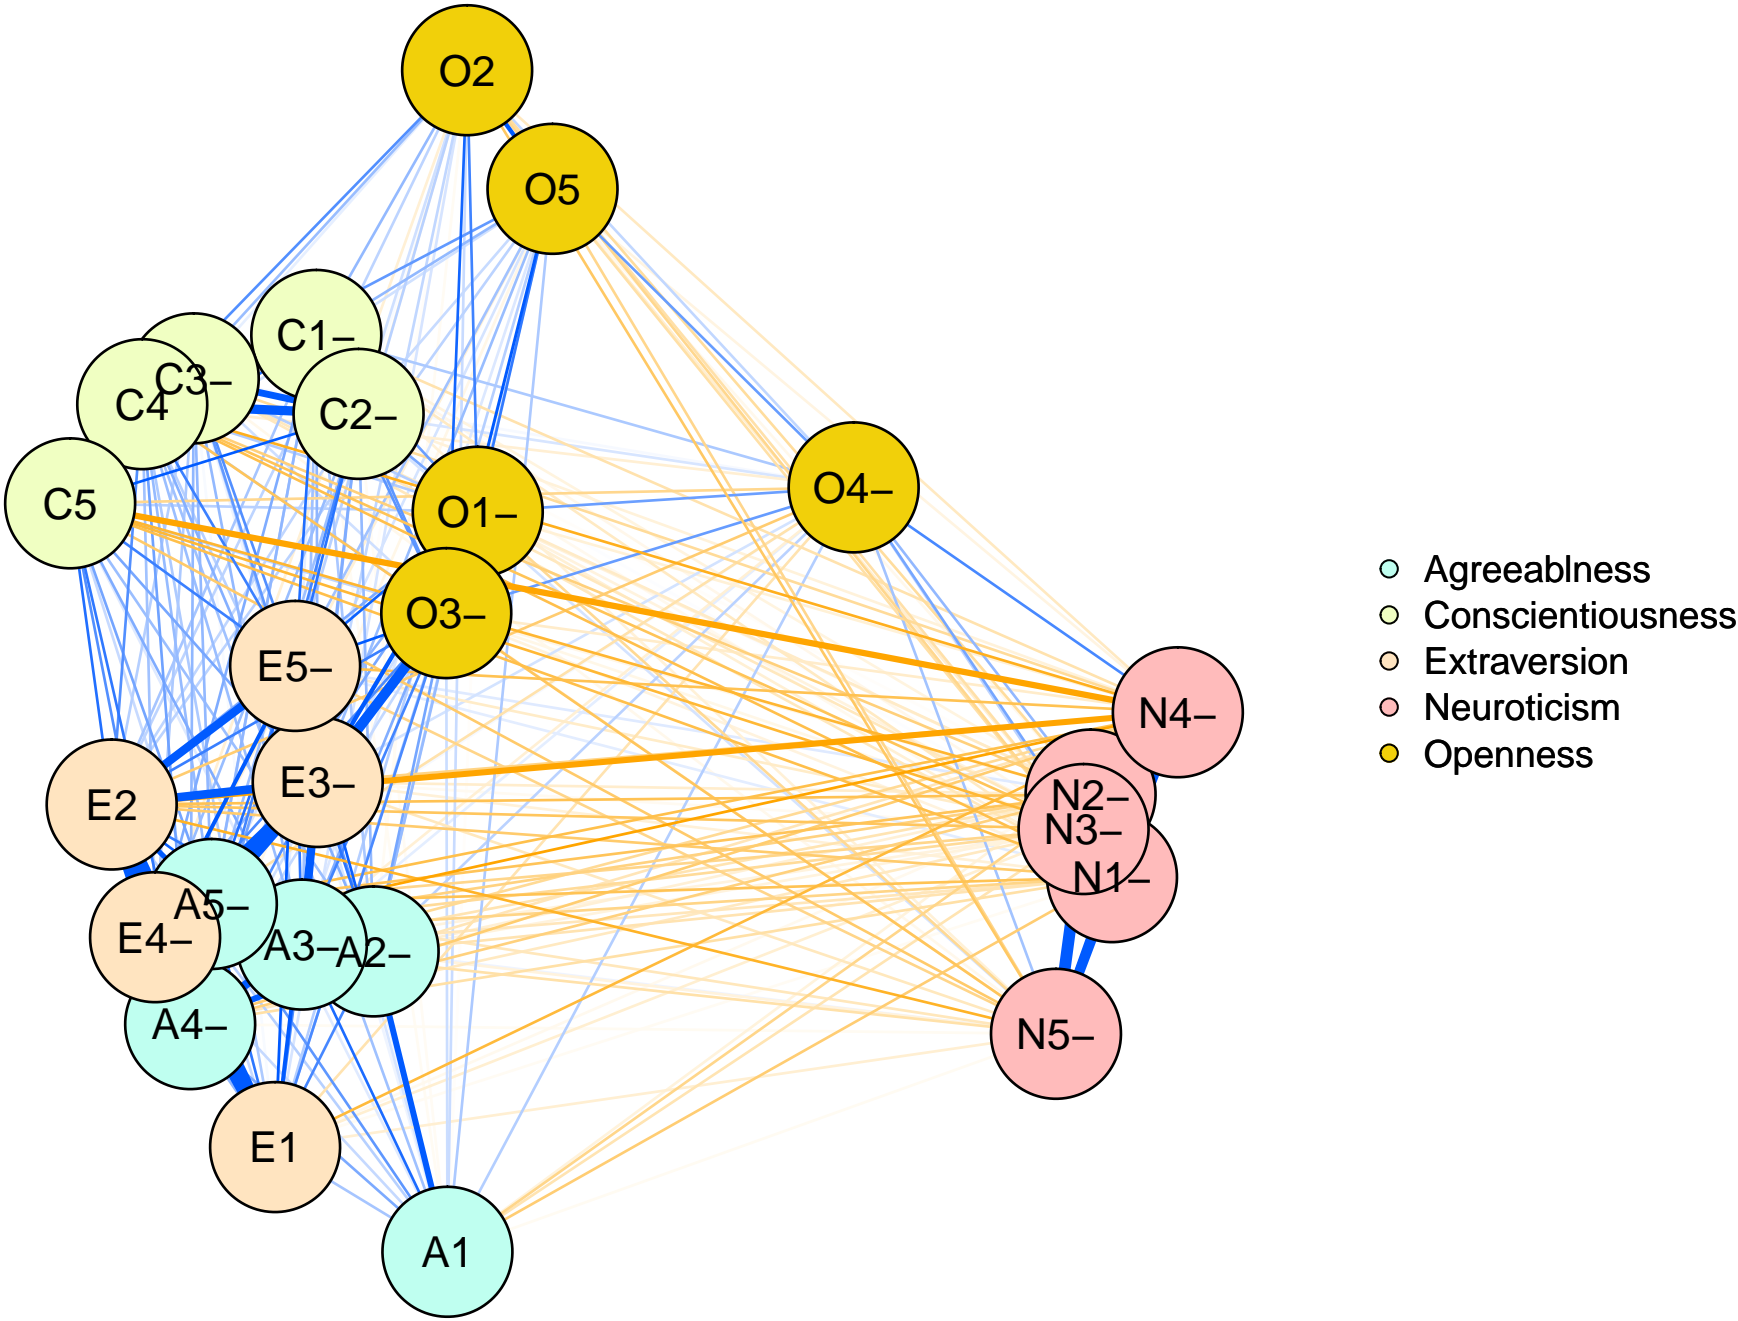 O2
O5
C1–
C3–
C4
C2–
C5
O1–
O4–
O3–
E5–
E3–
E2
A5–
E4–
A3–
A2–
A4–
E1
A1
N4–
N2–
N3–
N1–
N5–
Agreeablness
Conscientiousness
Extraversion
Neuroticism
Openness